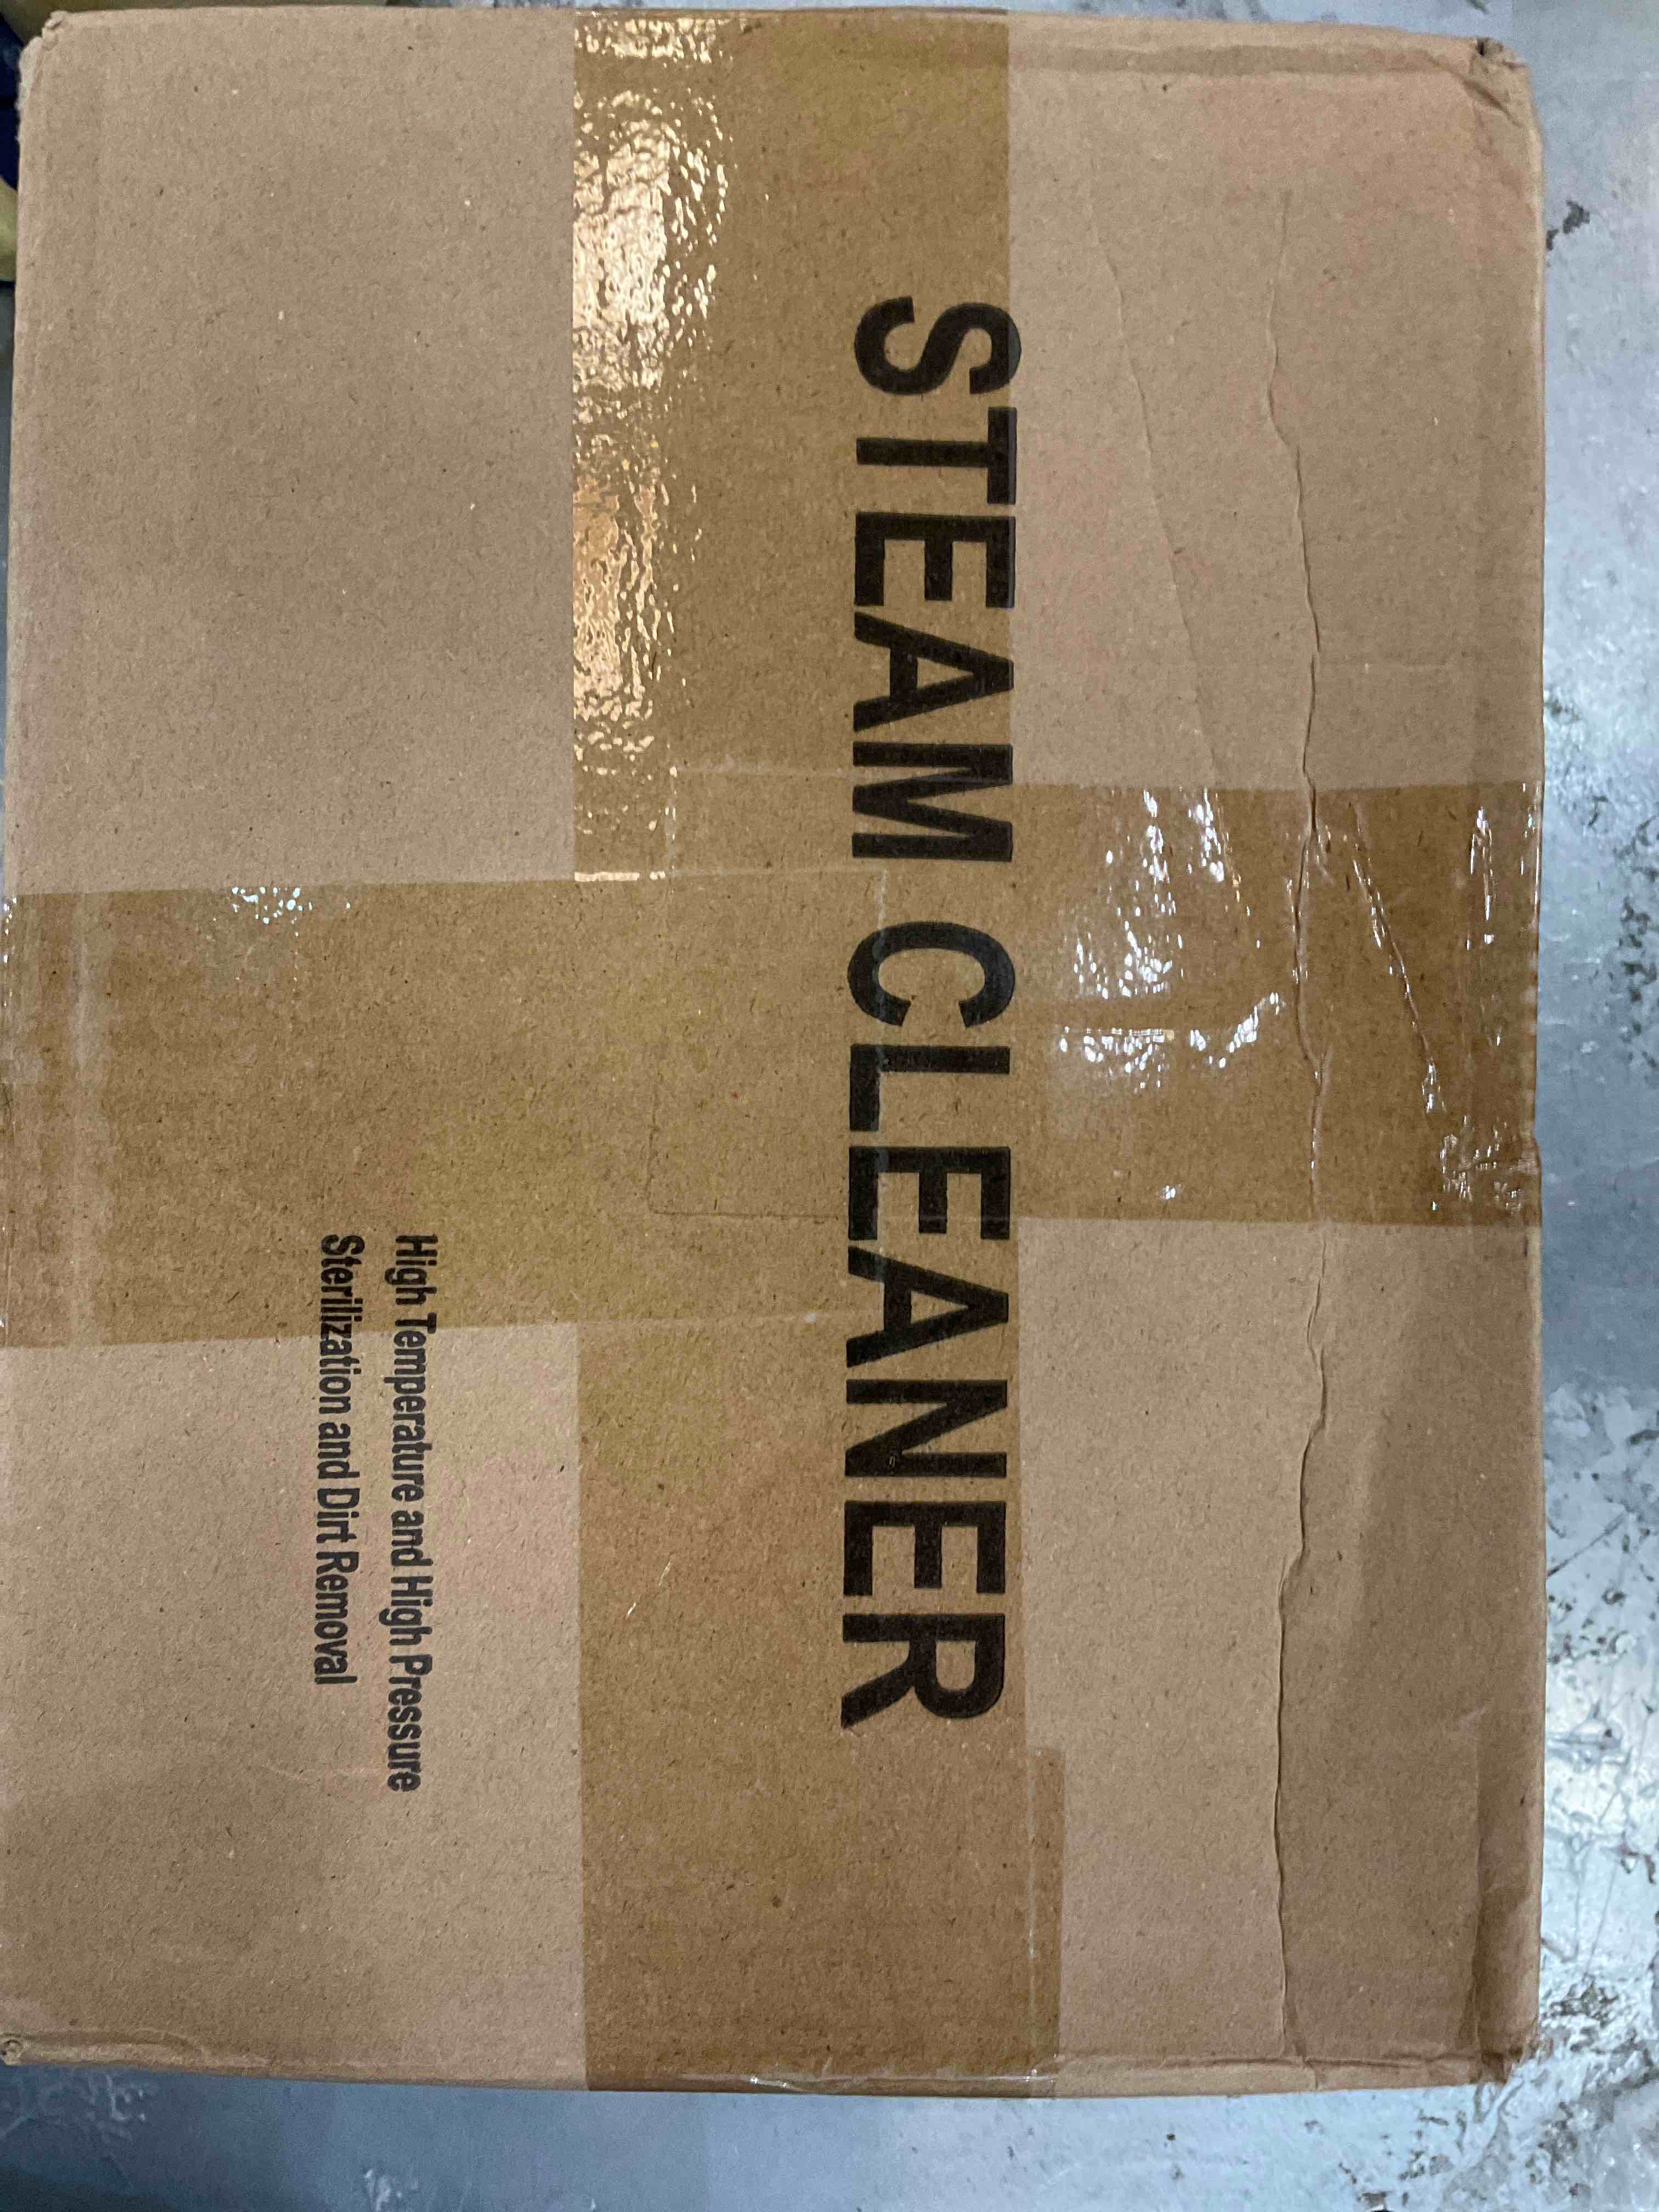 STEAM CLEANER
High Temperature and High Pressure
Sterilization and Dirt Removal